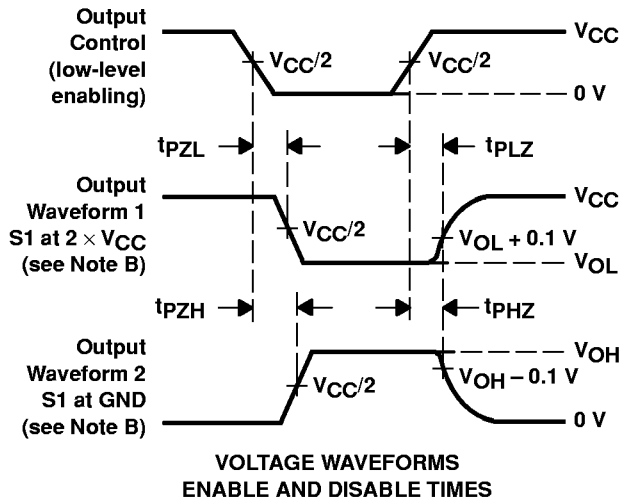 Output
Control
(low-level
enabling)
VCC/2
VCC/2
VCC
0 V
tPZL
tPLZ
Output
Waveform 1
S1 at 2 × VCC
(see Note B)
VCC/2
VCC
VOL + 0.1 V
VOL
tPZH
tPHZ
Output
Waveform 2
S1 at GND
(see Note B)
VCC/2
VOH
VOH − 0.1 V
0 V
VOLTAGE WAVEFORMS
ENABLE AND DISABLE TIMES